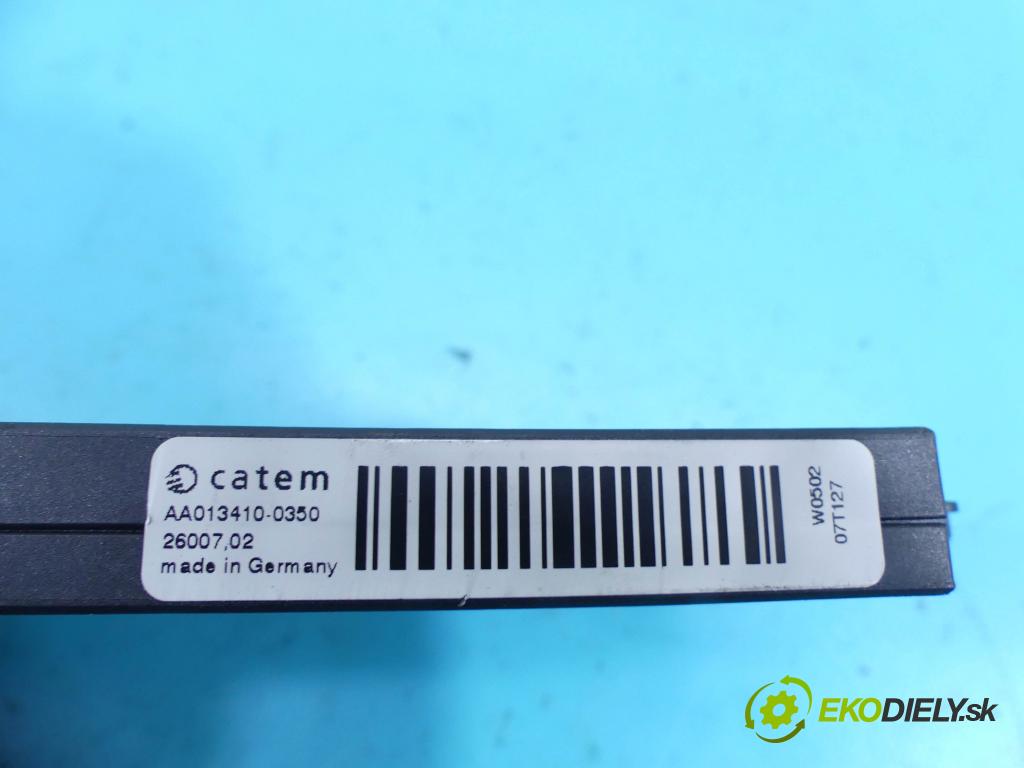 catem
AA013410-0350
26007,02
made in Germany
W0502
07T127
EKODIELY.sk